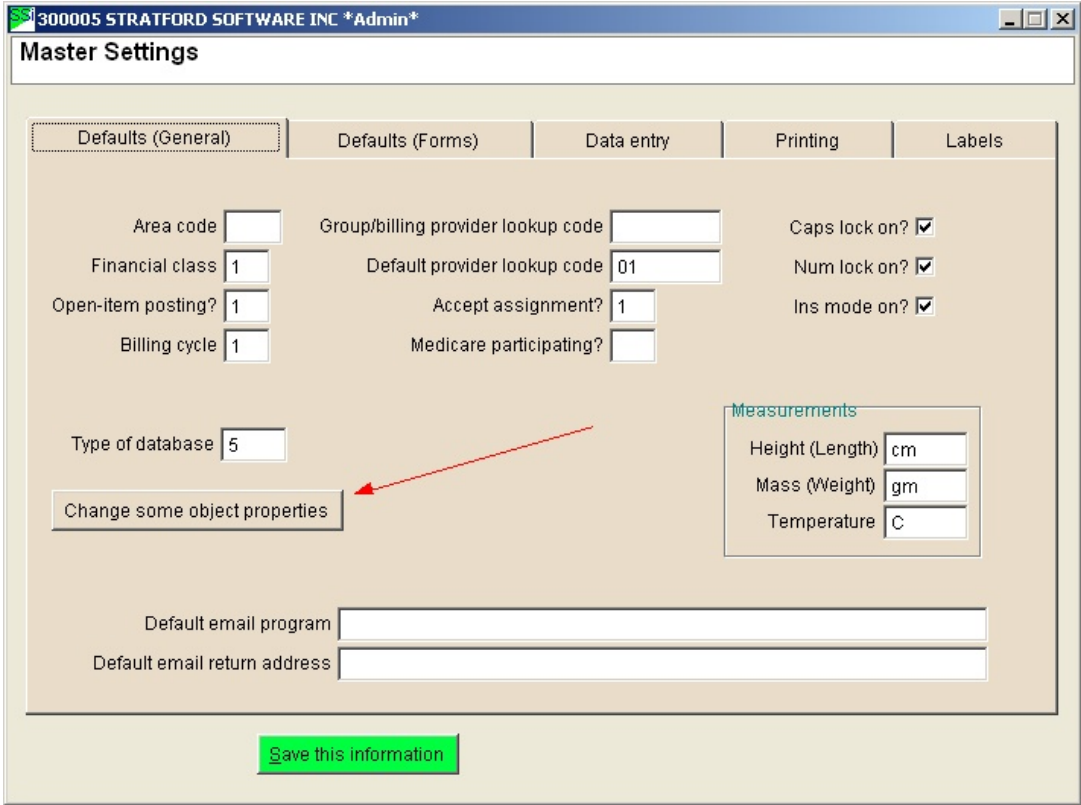 SSi 300005 STRATFORD SOFTWARE INC *Admin*
Master Settings
Defaults (General) Defaults (Forms) Data entry Printing Labels
Area code Group/billing provider lookup code Caps lock on?
Financial class 1 Default provider lookup code 01 Num lock on?
Open-item posting? 1 Accept assignment? 1 Ins mode on?
Billing cycle 1 Medicare participating?
Measurements
Type of database 5 Height (Length) cm
Mass (Weight) gm
Change some object properties Temperature C
Default email program
Default email return address
Save this information